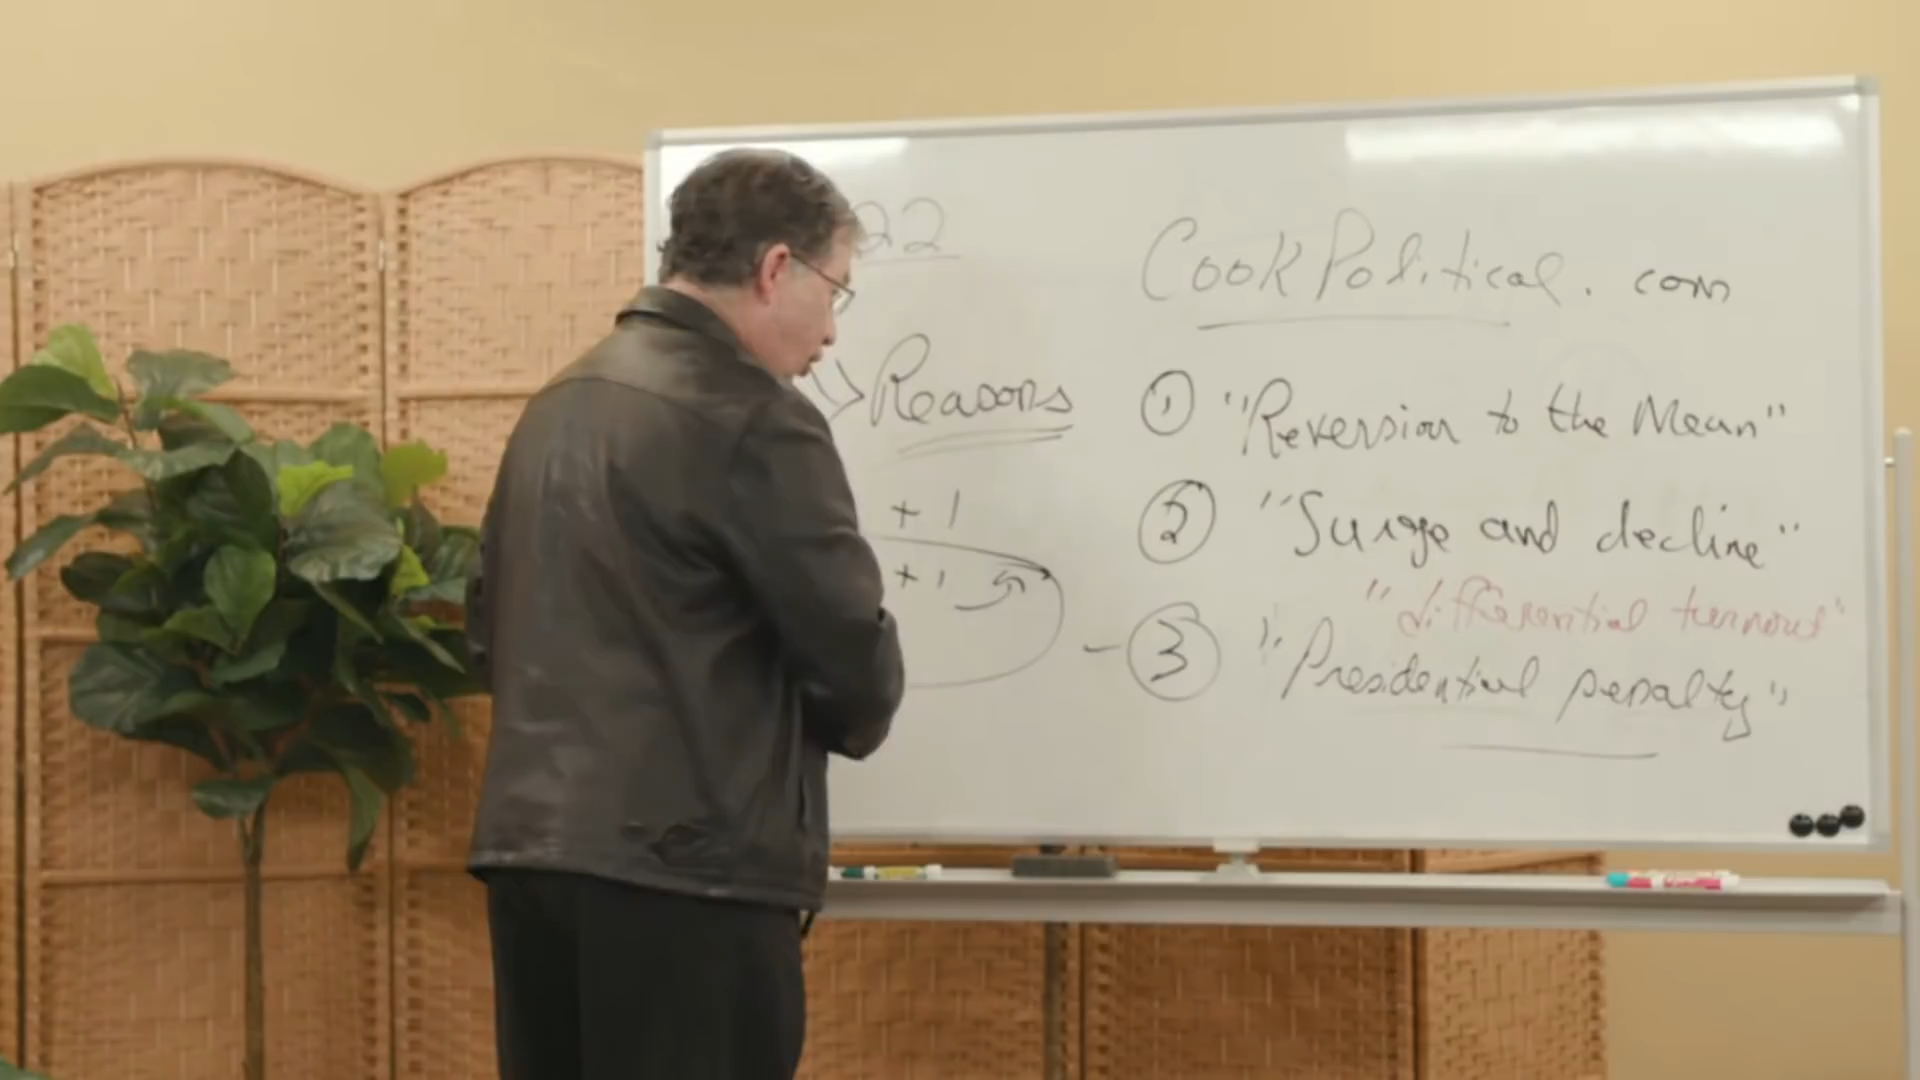 22
CookPolitical.com
Reasons
① "Reversion to the Mean"
+1
② "Surge and decline"
+1
"differential turnout"
- ③ "Presidential penalty"